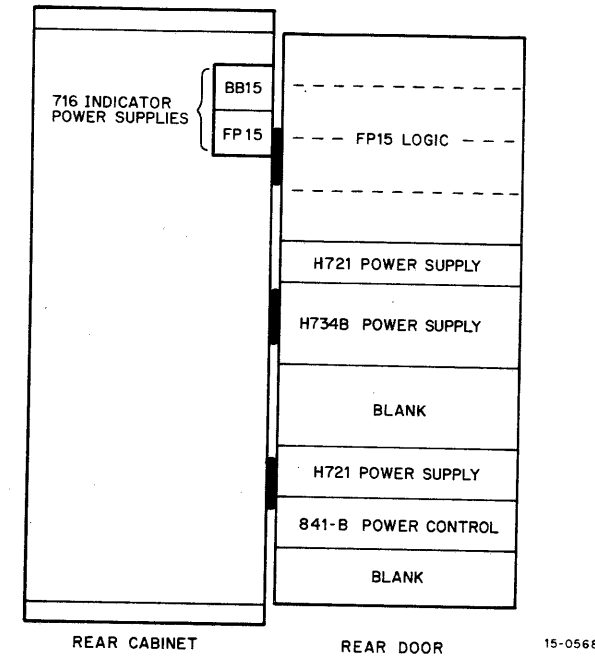 716 INDICATOR
POWER SUPPLIES
BB15
FP15
FP15 LOGIC
H721 POWER SUPPLY
H734B POWER SUPPLY
BLANK
H721 POWER SUPPLY
841-B POWER CONTROL
BLANK
REAR CABINET
REAR DOOR
15-0568